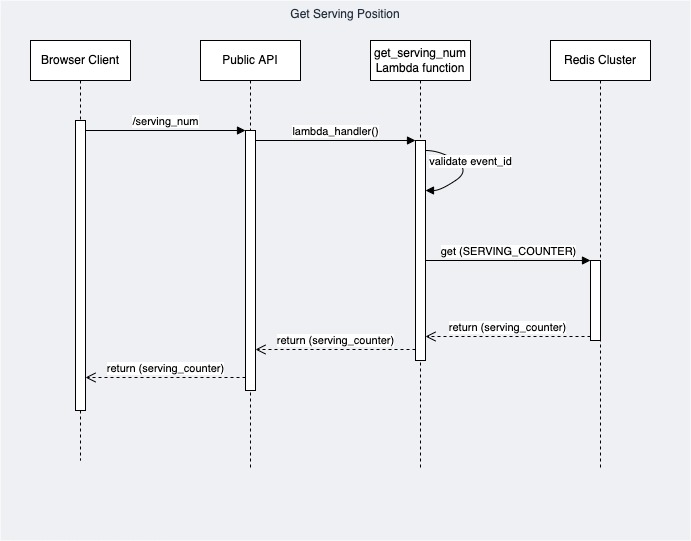 Get Serving Position
Browser Client
Public API
get_serving_num
Lambda function
Redis Cluster
/serving_num
lambda_handler()
validate event_id
get (SERVING_COUNTER)
return (serving_counter)
return (serving_counter)
return (serving_counter)